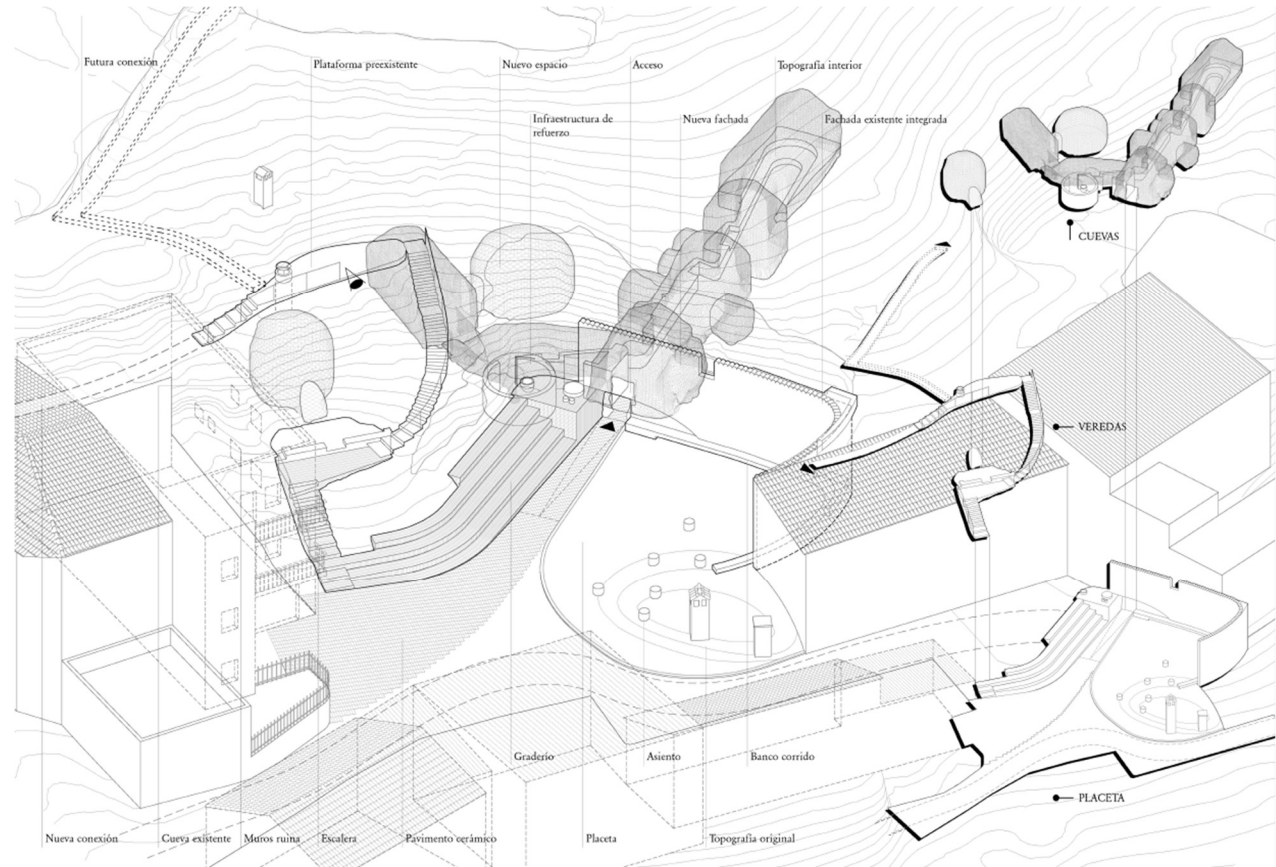 Futura conexión
Plataforma preexistente
Nuevo espacio
Acceso
Topografía interior
Infraestructura de
refuerzo
Nueva fachada
Fachada existente integrada
CUEVAS
VEREDAS
Graderío
Asiento
Banco corrido
PLACETA
Nueva conexión
Cueva existente
Muros ruina
Escalera
Pavimento cerámico
Placeta
Topografía original